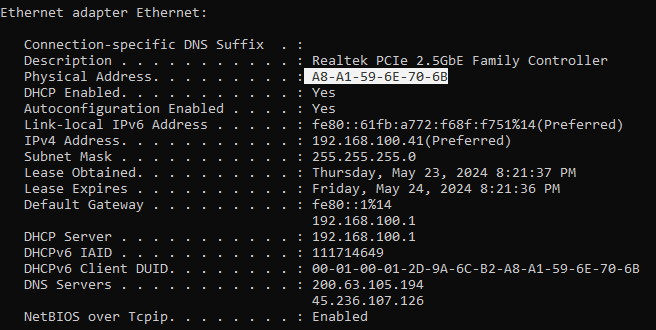 Ethernet adapter Ethernet:
Connection-specific DNS Suffix  . :
Description . . . . . . . . . . . : Realtek PCIe 2.5GbE Family Controller
Physical Address. . . . . . . . . : A8-A1-59-6E-70-6B
DHCP Enabled. . . . . . . . . . . : Yes
Autoconfiguration Enabled . . . . : Yes
Link-local IPv6 Address . . . . . : fe80::61fb:a772:f68f:f751%14(Preferred)
IPv4 Address. . . . . . . . . . . : 192.168.100.41(Preferred)
Subnet Mask . . . . . . . . . . . : 255.255.255.0
Lease Obtained. . . . . . . . . . : Thursday, May 23, 2024 8:21:37 PM
Lease Expires . . . . . . . . . . : Friday, May 24, 2024 8:21:36 PM
Default Gateway . . . . . . . . . : fe80::1%14
192.168.100.1
DHCP Server . . . . . . . . . . . : 192.168.100.1
DHCPv6 IAID . . . . . . . . . . . : 111714649
DHCPv6 Client DUID. . . . . . . . : 00-01-00-01-2D-9A-6C-B2-A8-A1-59-6E-70-6B
DNS Servers . . . . . . . . . . . : 200.63.105.194
45.236.107.126
NetBIOS over Tcpip. . . . . . . . : Enabled